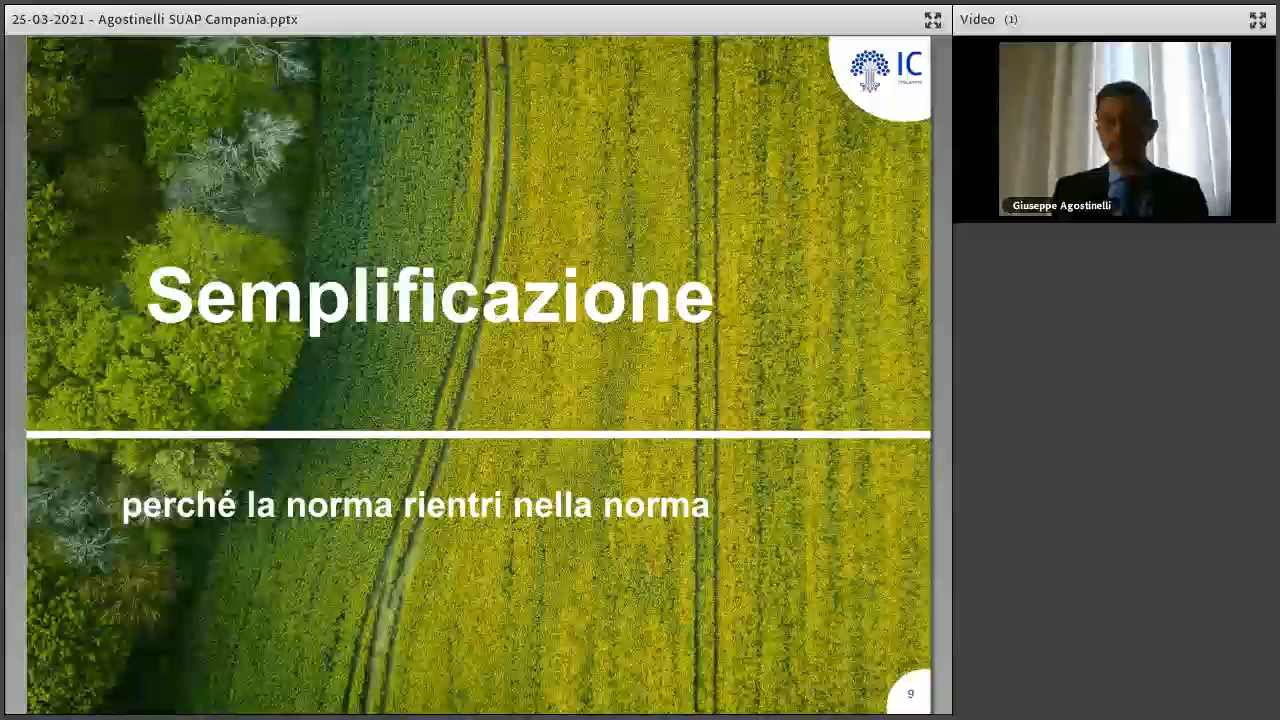 25-03-2021 - Agostinelli SUAP Campania.pptx
Video (1)
IC
Giuseppe Agostinelli
Semplificazione
perché la norma rientri nella norma
9